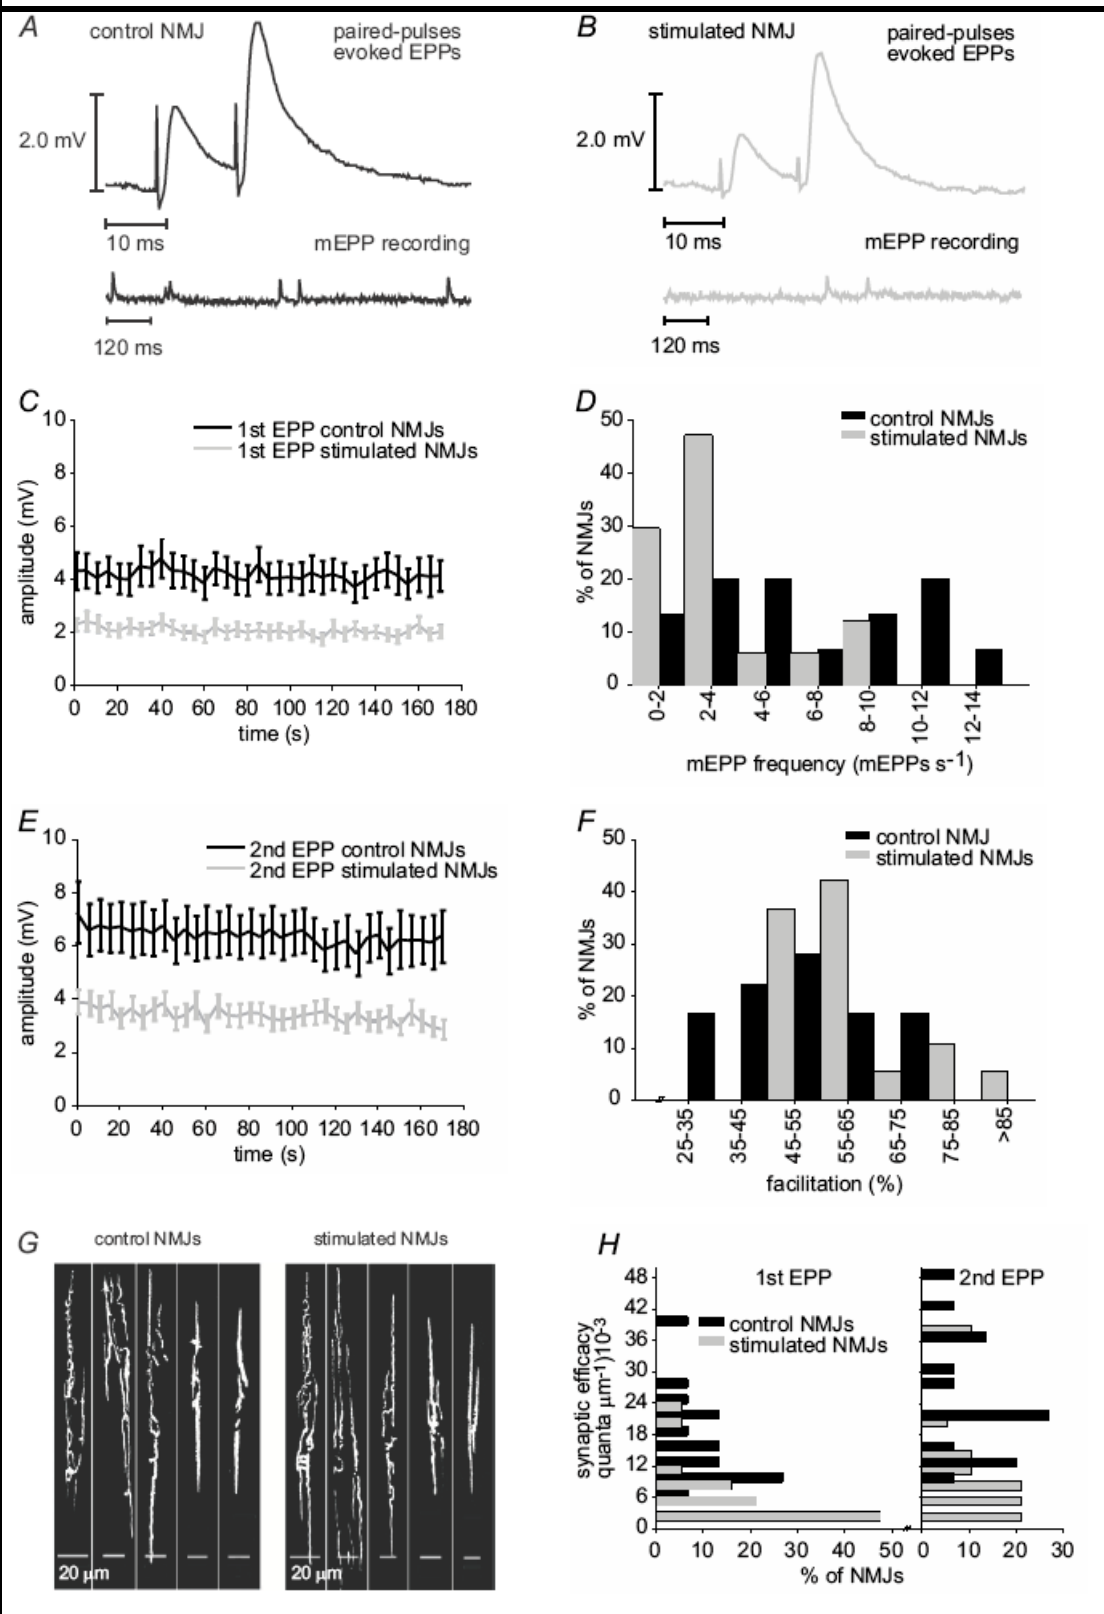 A
control NMJ
paired-pulses
evoked EPPs
2.0 mV
10 ms
mEPP recording
120 ms
B
stimulated NMJ
paired-pulses
evoked EPPs
2.0 mV
10 ms
mEPP recording
120 ms
C
1st EPP control NMJs
1st EPP stimulated NMJs
amplitude (mV)
10
8
6
4
2
0
0 20 40 60 80 100 120 140 160 180
time (s)
D
control NMJs
stimulated NMJs
% of NMJs
50
40
30
20
10
0
0-2 2-4 4-6 6-8 8-10 10-12 12-14
mEPP frequency (mEPPs s-1)
E
2nd EPP control NMJs
2nd EPP stimulated NMJs
amplitude (mV)
10
8
6
4
2
0
0 20 40 60 80 100 120 140 160 180
time (s)
F
control NMJ
stimulated NMJs
% of NMJs
50
40
30
20
10
0
25-35 35-45 45-55 55-65 65-75 75-85 >85
facilitation (%)
G
control NMJs
stimulated NMJs
20 μm
20 μm
H
1st EPP
2nd EPP
control NMJs
stimulated NMJs
synaptic efficacy
quanta μm-1)10-3
48
42
36
30
24
18
12
6
0
0 10 20 30 40 50 0 10 20 30
% of NMJs